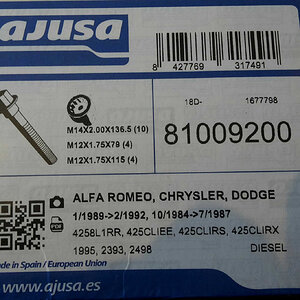 ajusa
8 427769 317491
18D- 1677798
M14X2.00X136.5 (10)
M12X1.75X79 (4)
M12X1.75X115 (4)
81009200
ALFA ROMEO, CHRYSLER, DODGE
1/1989->2/1992, 10/1984->7/1987
4258L1RR, 425CLIEE, 425CLIRS, 425CLIRX
1995, 2393, 2498 DIESEL
de in Spain / European Union
www.ajusa.es